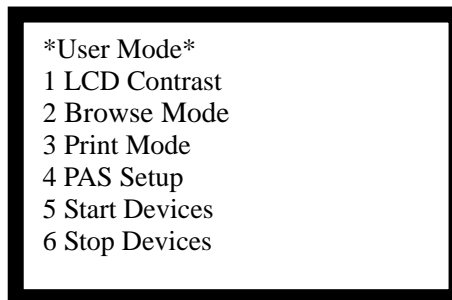 *User Mode*
1 LCD Contrast
2 Browse Mode
3 Print Mode
4 PAS Setup
5 Start Devices
6 Stop Devices